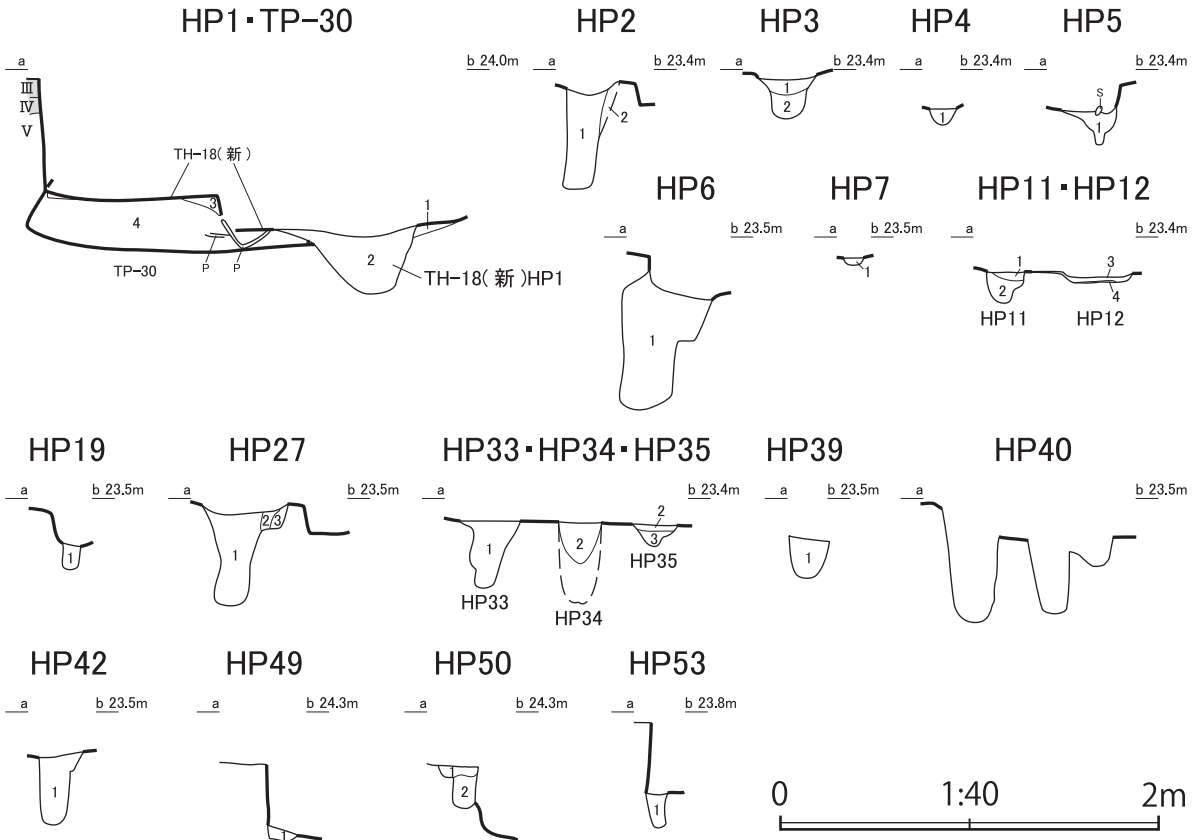 HP1・TP-30
HP2
HP3
HP4
HP5
a
b 24.0m
a
b 23.4m
a
b 23.4m
a
b 23.4m
a
b 23.4m
Ⅲ
Ⅳ
Ⅴ
TH-18(新)
3
4
P
P
TP-30
1
2
TH-18(新)HP1
1
2
1
2
1
S
1
HP6
HP7
HP11・HP12
a
b 23.5m
a
b 23.5m
a
b 23.4m
1
1
1
2
3
4
HP11
HP12
HP19
HP27
HP33・HP34・HP35
HP39
HP40
a
b 23.5m
a
b 23.5m
a
b 23.4m
a
b 23.5m
a
b 23.5m
1
1
2
3
1
2
2
3
HP33
HP34
HP35
1
HP42
HP49
HP50
HP53
a
b 23.5m
a
b 24.3m
a
b 24.3m
a
b 23.8m
1
1
1
2
1
0
1:40
2m